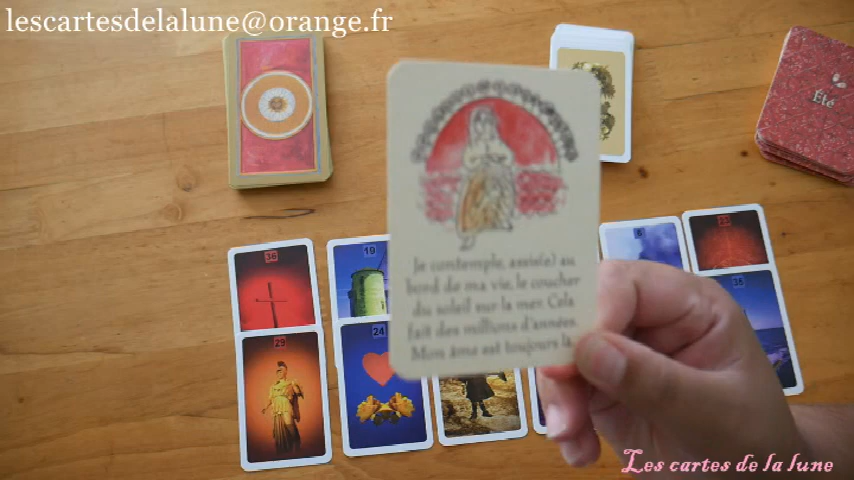 lescartesdelalune@orange.fr
Été
36
19
6
Je contemple, assis(e) au
bord de ma vie, le coucher
du soleil sur la mer. Cela
fait des millions d'années.
Mon âme est toujours là.
29
24
35
Les cartes de la lune